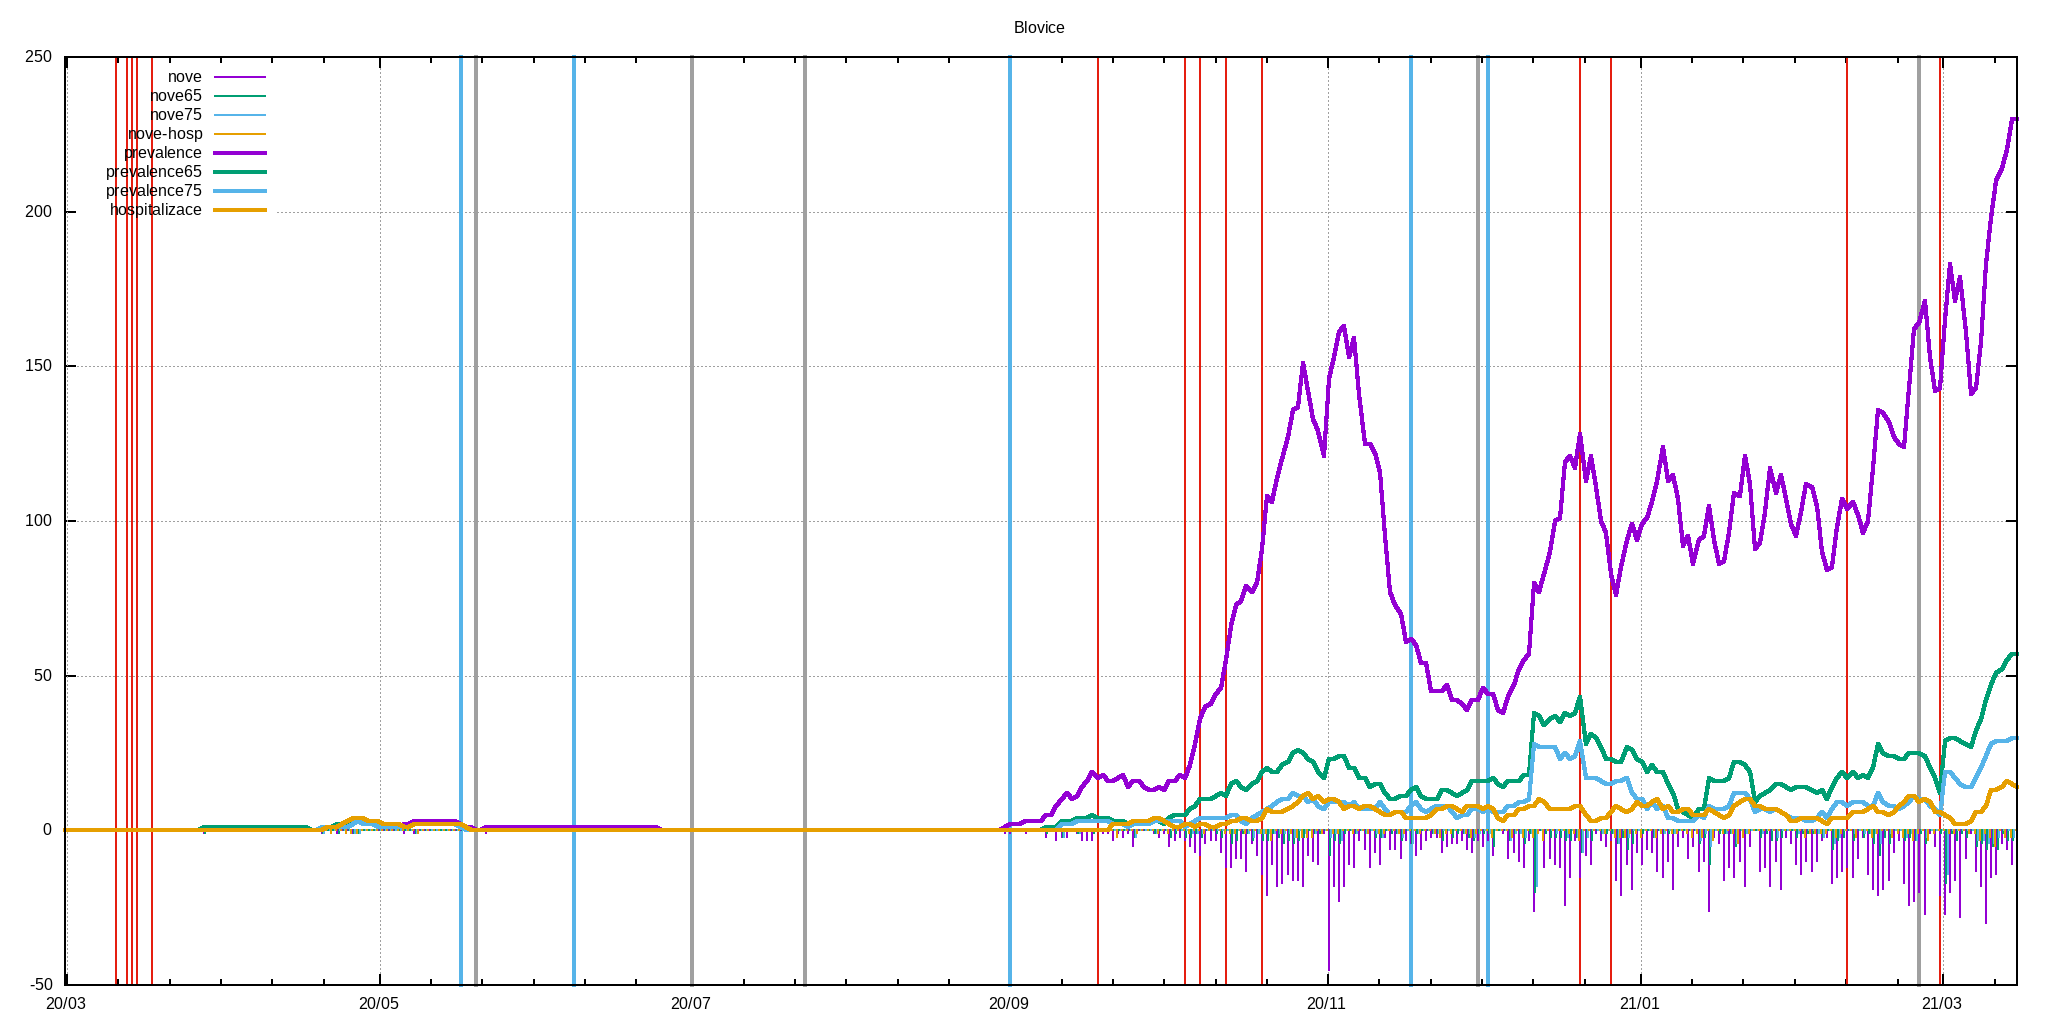 Blovice
250
nove
nove65
nove75
nove-hosp
prevalence
prevalence65
prevalence75
hospitalizace
200
150
100
50
0
-50
20/03 20/05 20/07 20/09 20/11 21/01 21/03